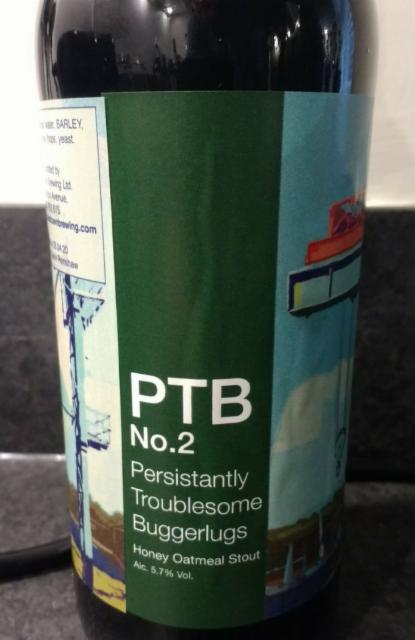 water, BARLEY,
hops, yeast.
by
Brewing Ltd.
Avenue,
brewing.com
PTB
No.2
Persistantly
Troublesome
Buggerlugs
Honey Oatmeal Stout
Alc. 5.7% Vol.